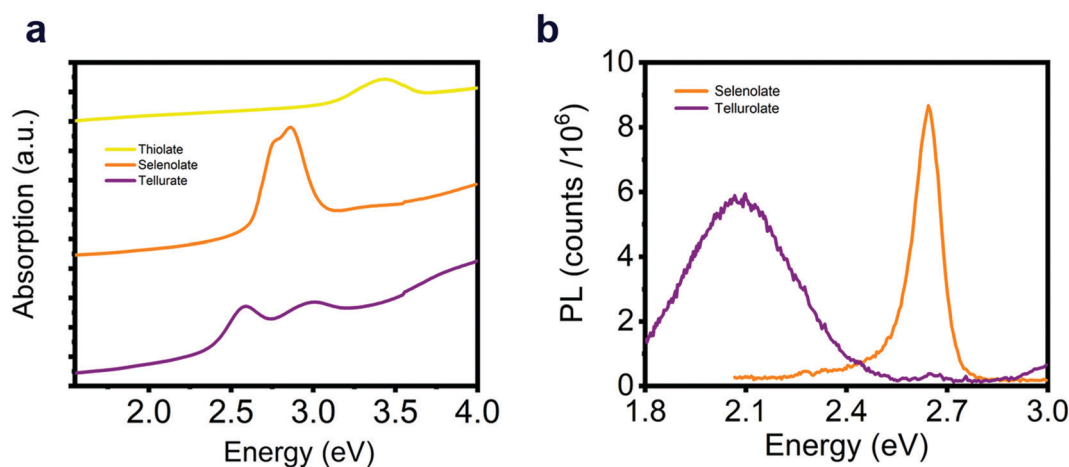 a
Absorption (a.u.)
Thiolate
Selenolate
Tellurate
2.0 2.5 3.0 3.5 4.0
Energy (eV)
b
PL (counts /10⁶)
10
8
6
4
2
0
Selenolate
Tellurolate
1.8 2.1 2.4 2.7 3.0
Energy (eV)